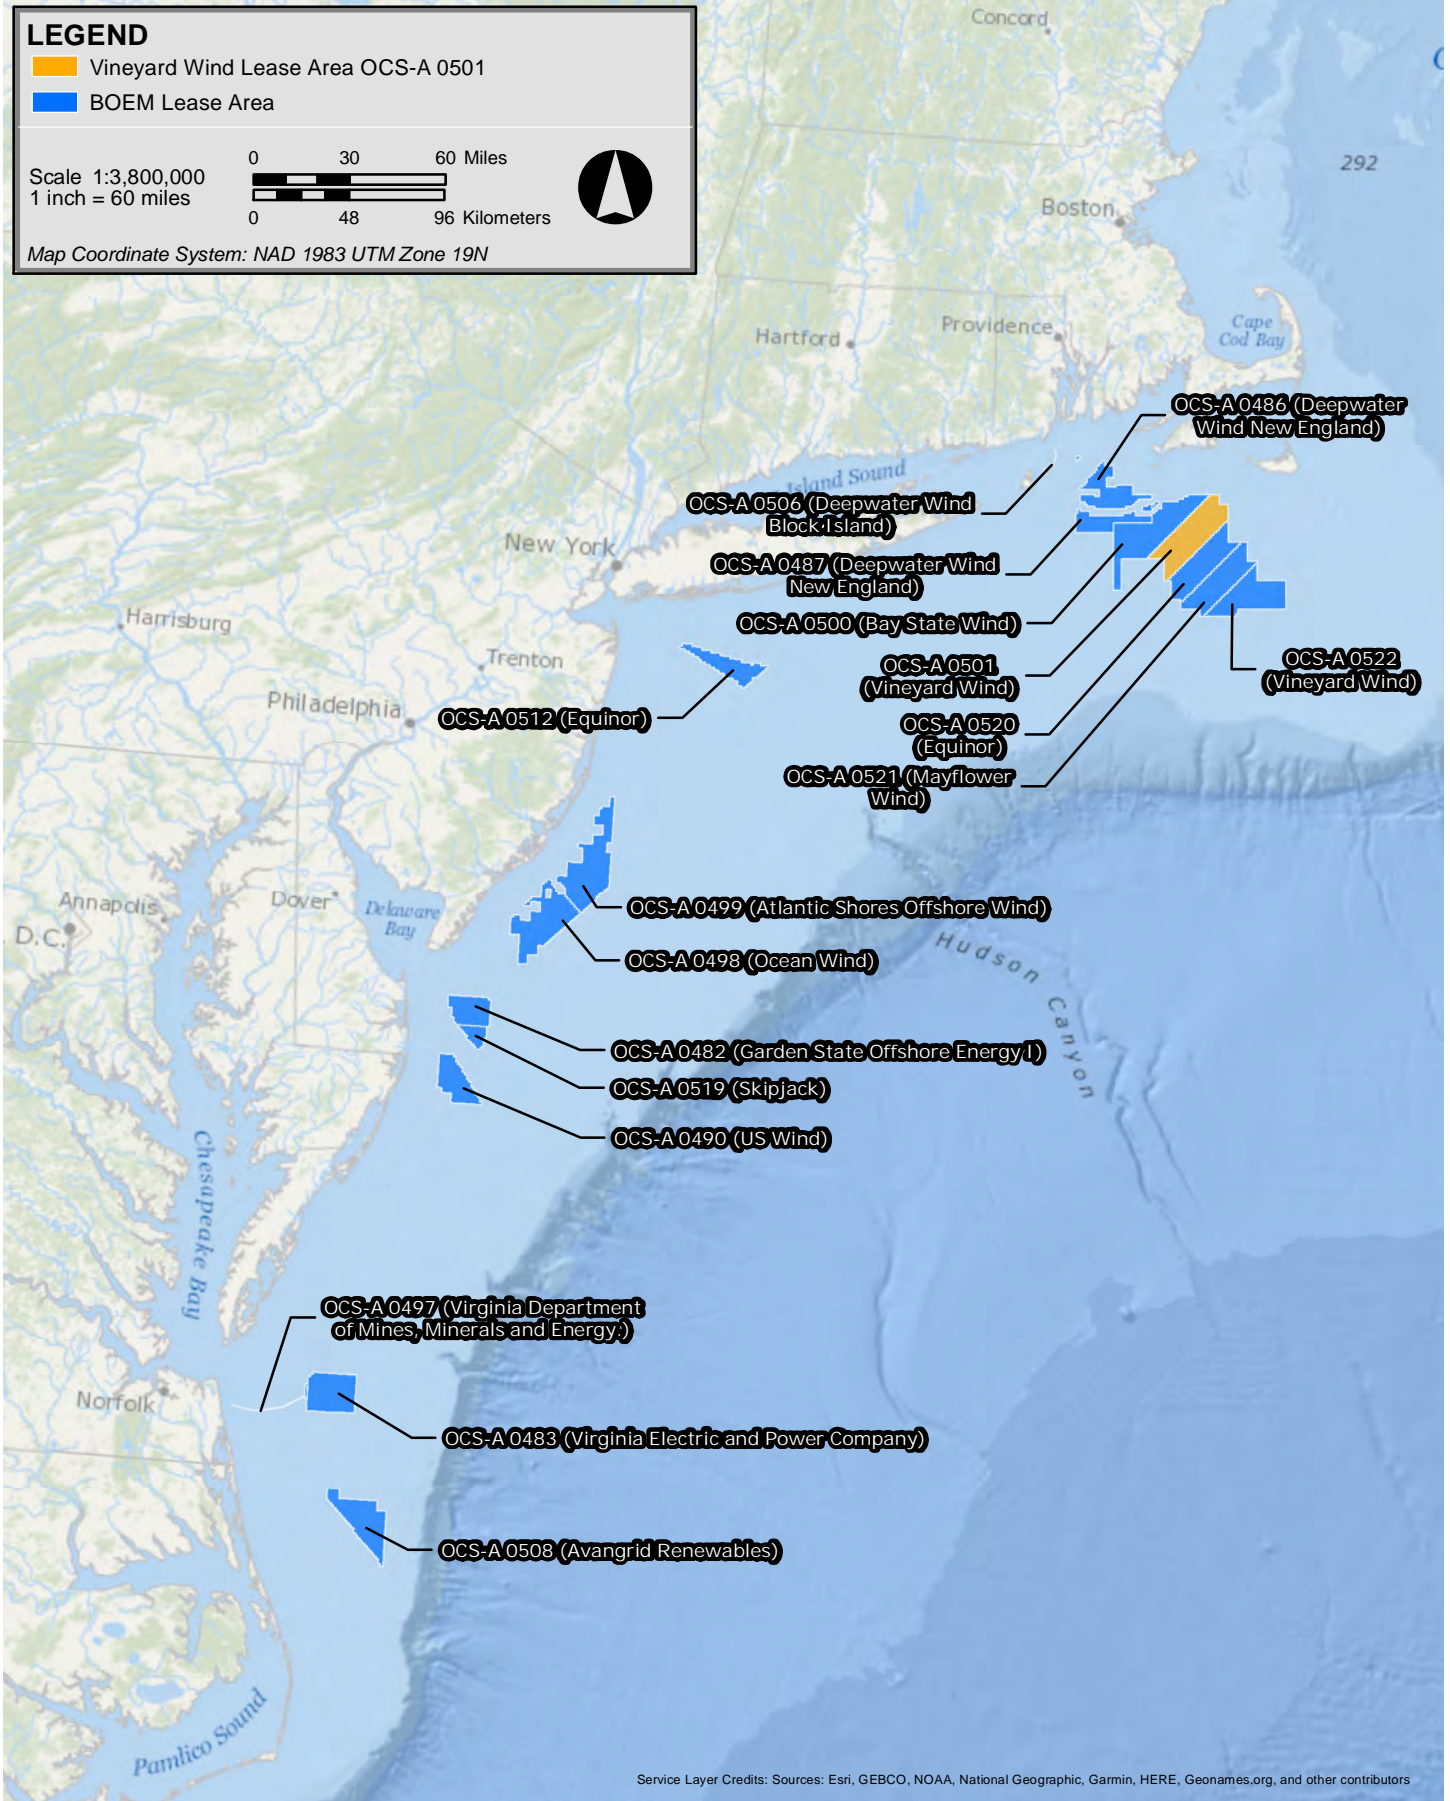 LEGEND
Vineyard Wind Lease Area OCS-A 0501
BOEM Lease Area
0 30 60 Miles
Scale 1:3,800,000
1 inch = 60 miles
0 48 96 Kilometers
Map Coordinate System: NAD 1983 UTM Zone 19N
Concord
292
Boston
Hartford
Providence
Cape
Cod Bay
OCS-A 0486 (Deepwater
Wind New England)
Island Sound
OCS-A 0506 (Deepwater Wind
Block Island)
New York
OCS-A 0487 (Deepwater Wind
New England)
Harrisburg
OCS-A 0500 (Bay State Wind)
Trenton
OCS-A 0501
(Vineyard Wind)
OCS-A 0522
(Vineyard Wind)
Philadelphia
OCS-A 0512 (Equinor)
OCS-A 0520
(Equinor)
OCS-A 0521 (Mayflower
Wind)
Annapolis
Dover
Delaware
Bay
OCS-A 0499 (Atlantic Shores Offshore Wind)
D.C.
OCS-A 0498 (Ocean Wind)
Hudson Canyon
OCS-A 0482 (Garden State Offshore Energy I)
OCS-A 0519 (Skipjack)
OCS-A 0490 (US Wind)
Chesapeake Bay
OCS-A 0497 (Virginia Department
of Mines, Minerals and Energy.)
Norfolk
OCS-A 0483 (Virginia Electric and Power Company)
OCS-A 0508 (Avangrid Renewables)
Pamlico Sound
Service Layer Credits: Sources: Esri, GEBCO, NOAA, National Geographic, Garmin, HERE, Geonames.org, and other contributors